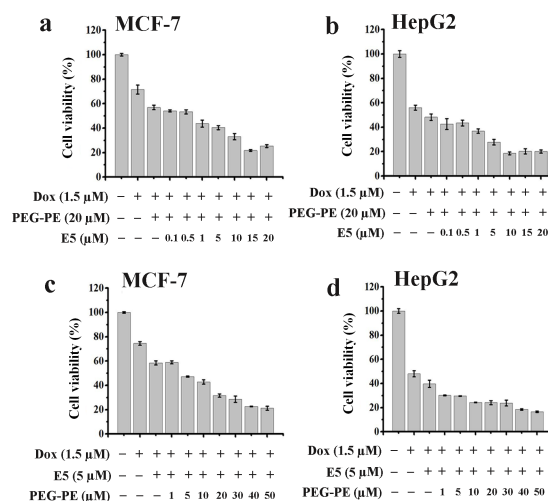 a MCF-7
Cell viability (%)
120
100
80
60
40
20
0
Dox (1.5 µM) – + + + + + + + + +
PEG-PE (20 µM) – – + + + + + + + +
E5 (µM) – – – 0.1 0.5 1 5 10 15 20
b HepG2
Cell viability (%)
120
100
80
60
40
20
0
Dox (1.5 µM) – + + + + + + + + +
PEG-PE (20 µM) – – + + + + + + + +
E5 (µM) – – – 0.1 0.5 1 5 10 15 20
c MCF-7
Cell viability (%)
120
100
80
60
40
20
0
Dox (1.5 µM) – + + + + + + + + +
E5 (5 µM) – – + + + + + + + +
PEG-PE (µM) – – – 1 5 10 20 30 40 50
d HepG2
Cell viability (%)
120
100
80
60
40
20
0
Dox (1.5 µM) – + + + + + + + + +
E5 (5 µM) – – + + + + + + + +
PEG-PE (µM) – – – 1 5 10 20 30 40 50